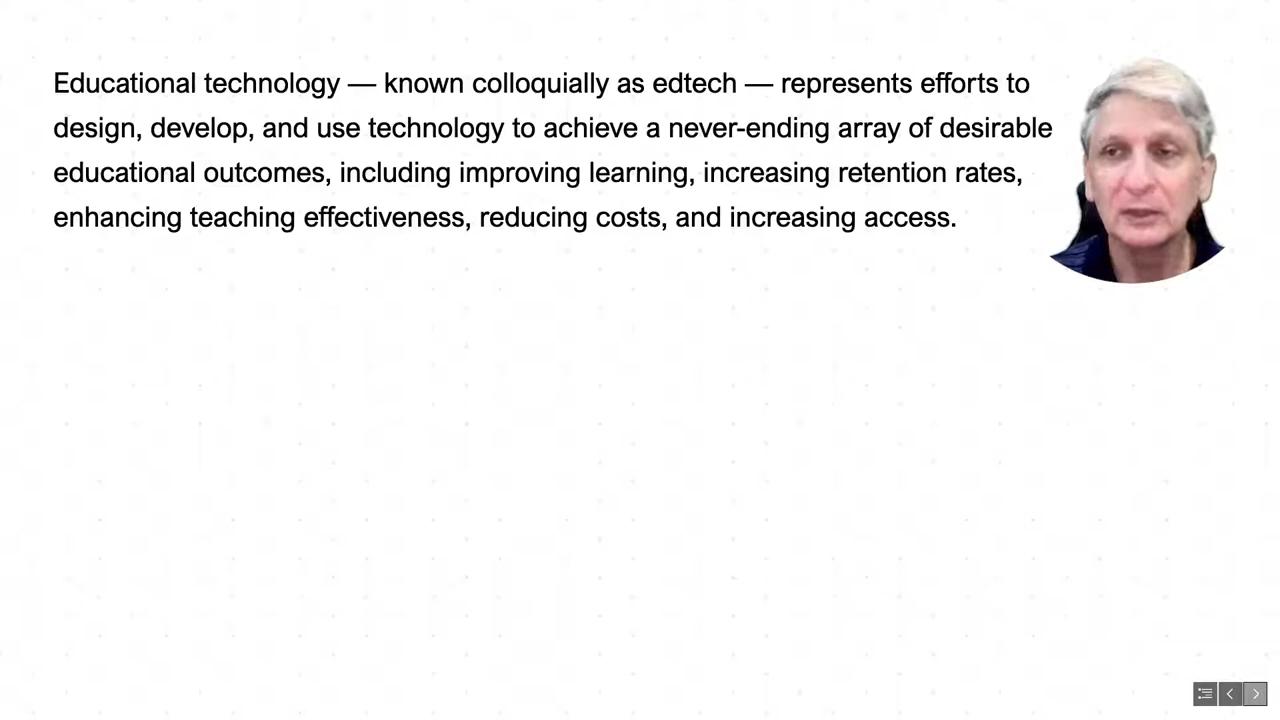 Educational technology — known colloquially as edtech — represents efforts to
design, develop, and use technology to achieve a never-ending array of desirable
educational outcomes, including improving learning, increasing retention rates,
enhancing teaching effectiveness, reducing costs, and increasing access.